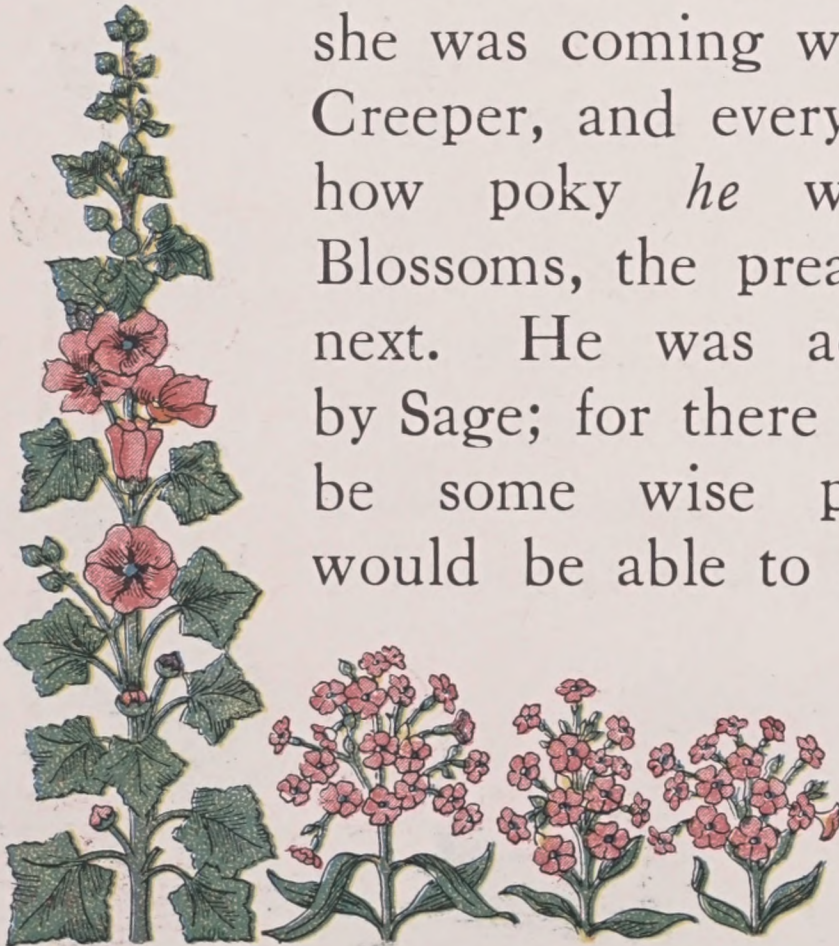 she was coming w
Creeper, and every
how poky he w
Blossoms, the prea
next. He was a
by Sage; for there
be some wise p
would be able to